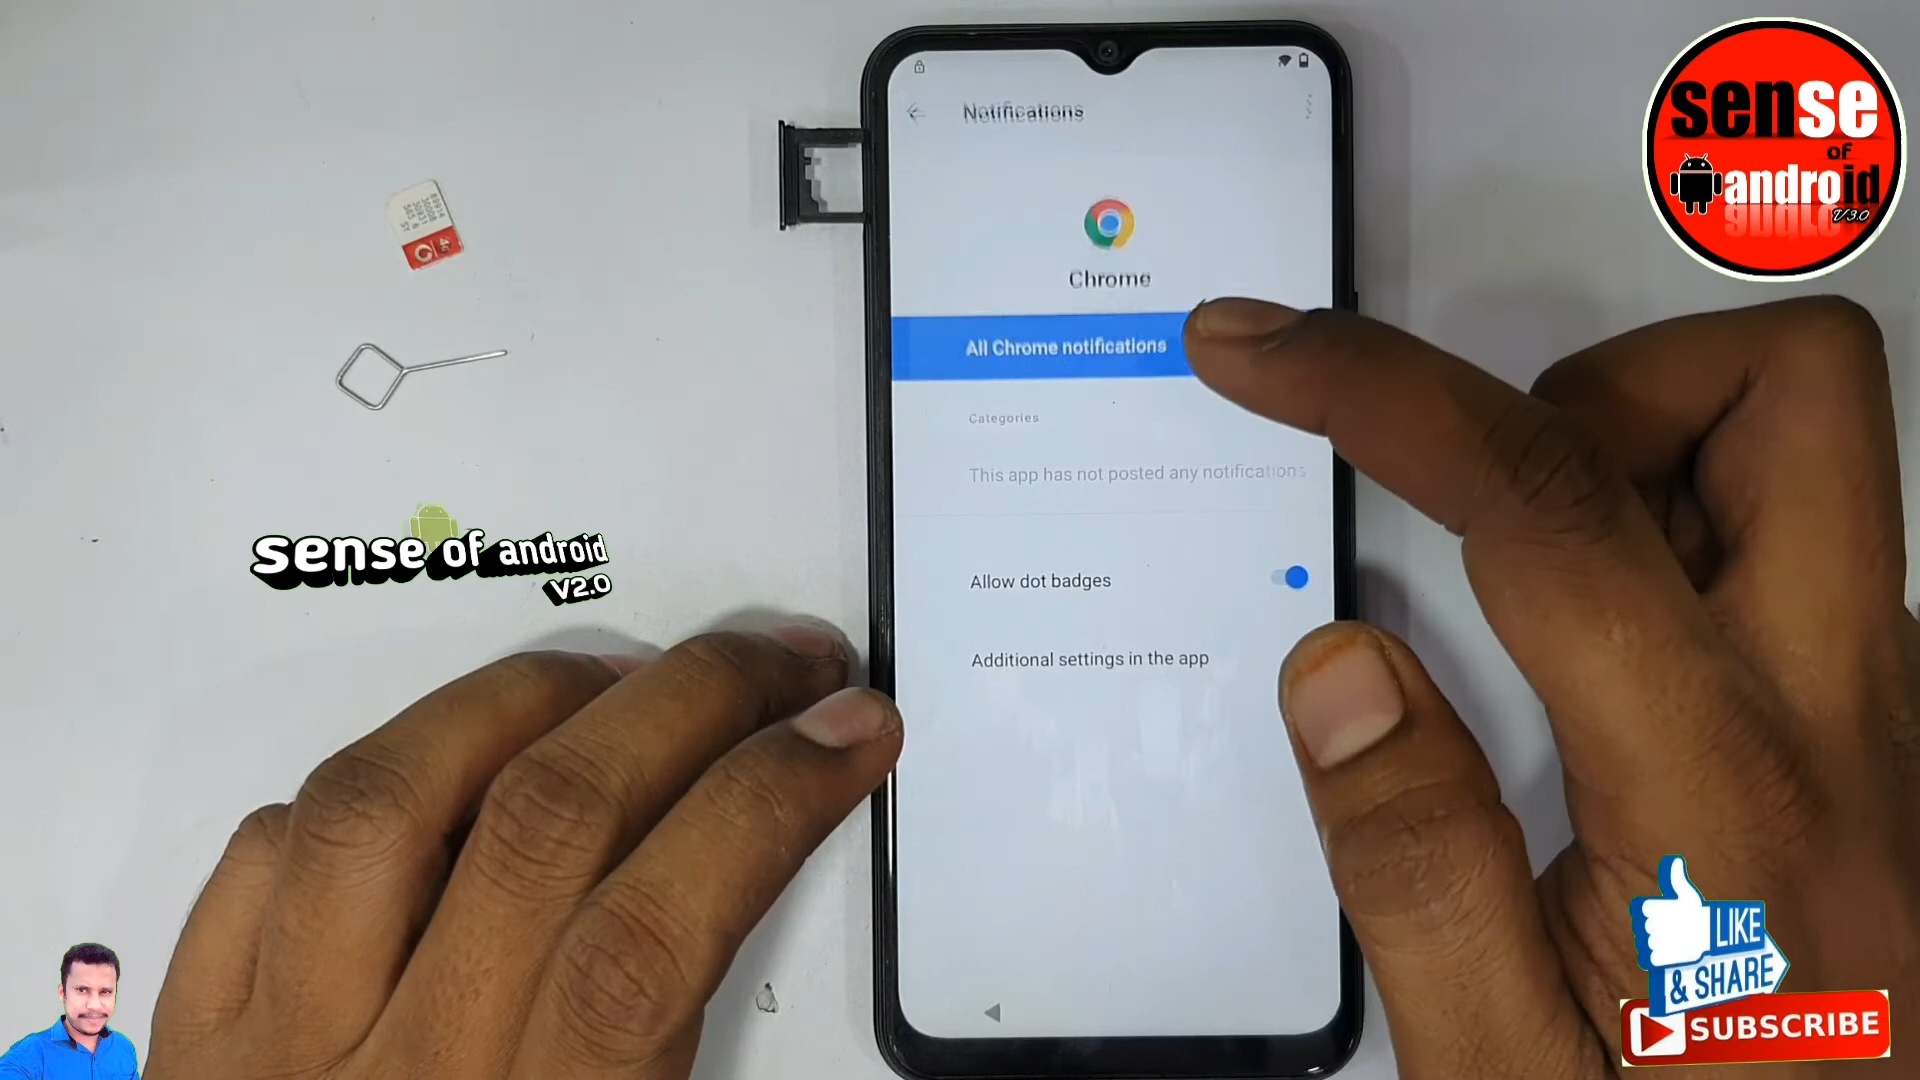 Notifications
Chrome
All Chrome notifications
Categories
This app has not posted any notifications
Allow dot badges
Additional settings in the app
4G
sense of android
V2.0
sense
of
android
V3.0
LIKE
& SHARE
SUBSCRIBE